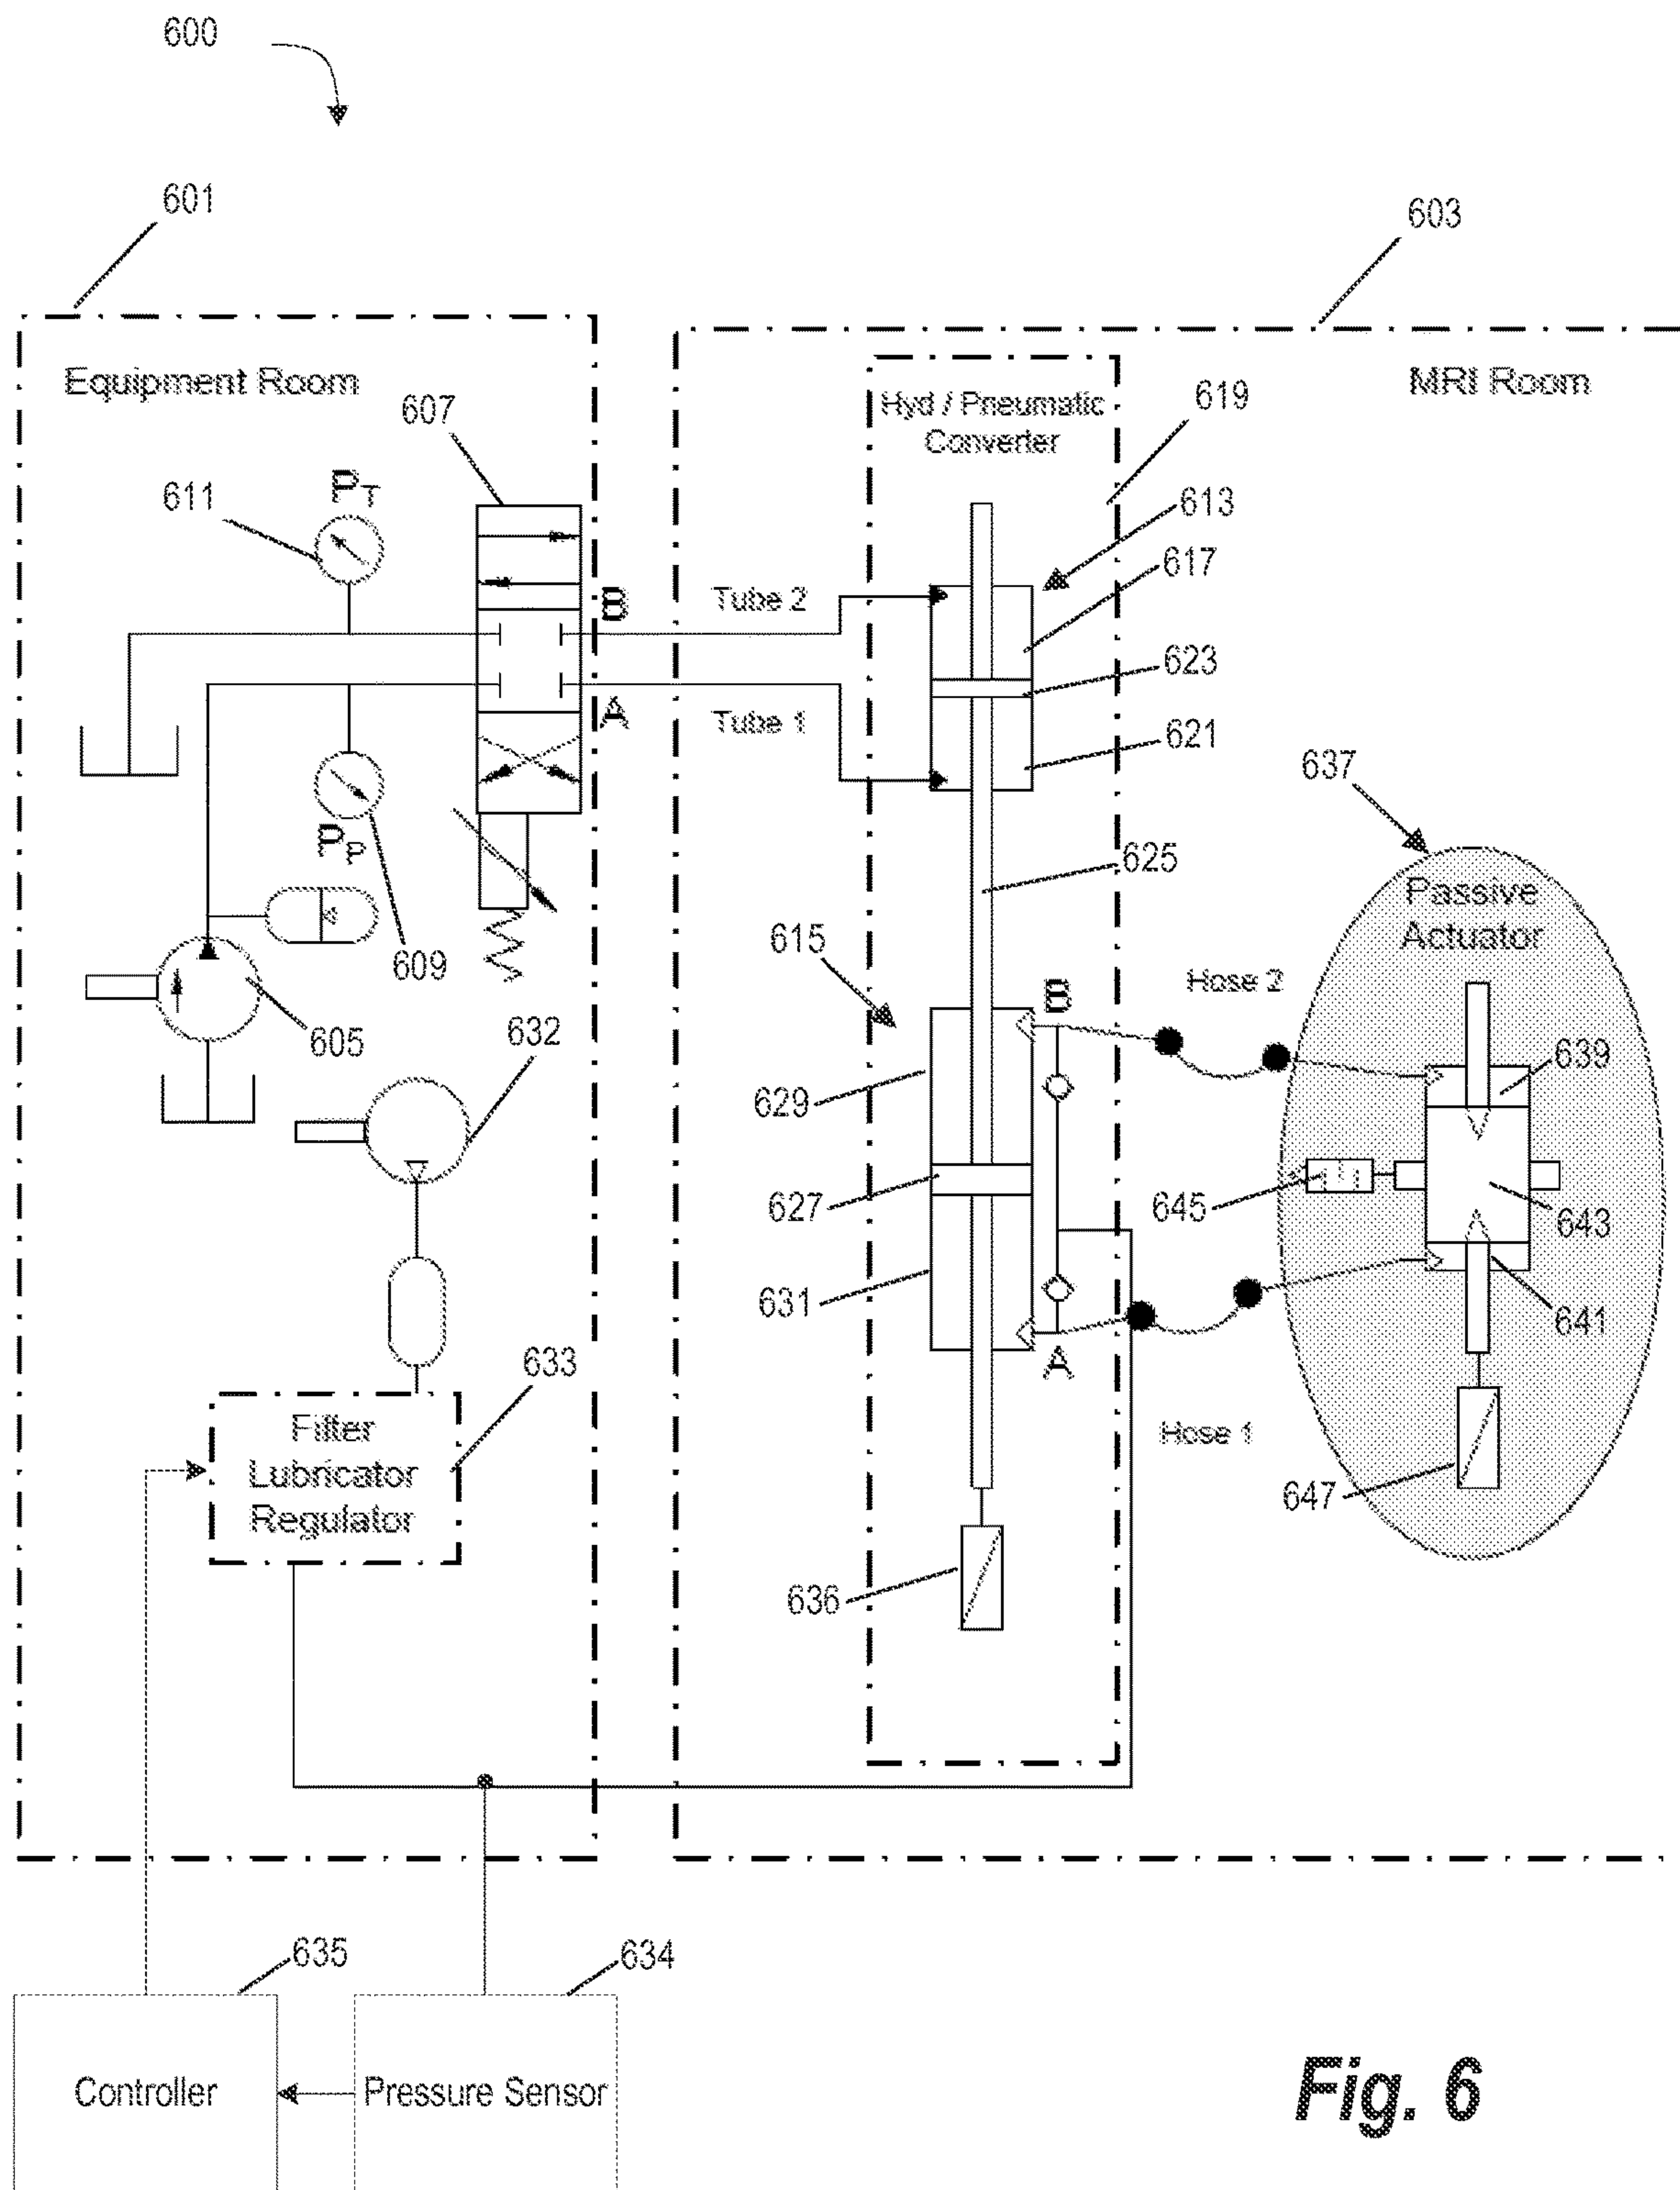 600
601
603
Equipment Room
607
Hyd / Pneumatic
Converter
619
MRI Room
611
PT
613
617
B
Tube 2
623
A
Tube 1
621
637
PP
625
Passive
Actuator
609
615
Hose 2
605
632
B
629
639
627
645
643
631
641
A
633
Hose 1
Filter
Lubricator
Regulator
647
636
635
634
Controller
Pressure Sensor
Fig. 6